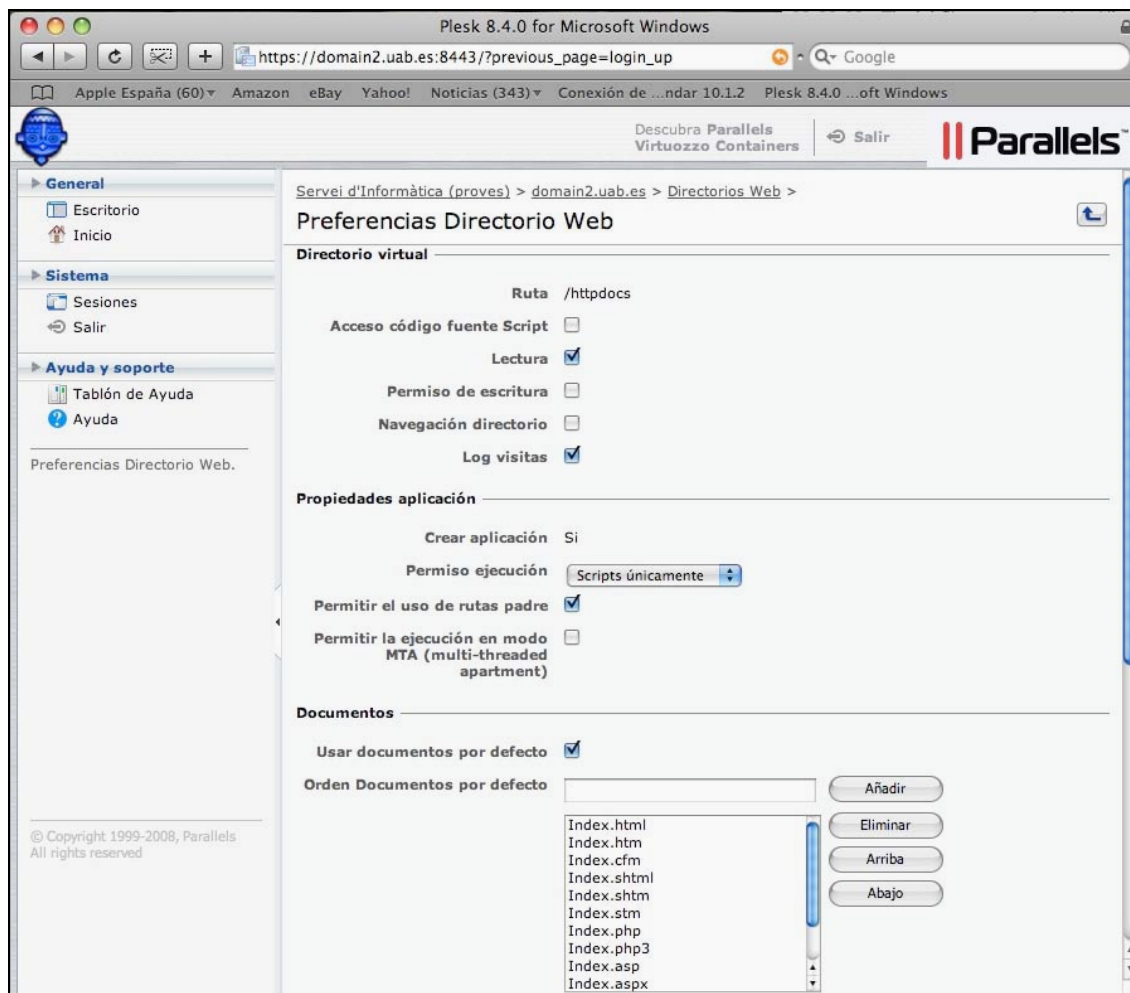 Plesk 8.4.0 for Microsoft Windows
https://domain2.uab.es:8443/?previous_page=login_up
Google
Apple España (60)
Amazon
eBay
Yahoo!
Noticias (343)
Conexión de ...ndar 10.1.2
Plesk 8.4.0 ...oft Windows
Descubra Parallels
Virtuozzo Containers
Salir
Parallels™
General
Escritorio
Inicio
Sistema
Sesiones
Salir
Ayuda y soporte
Tablón de Ayuda
Ayuda
Preferencias Directorio Web.
© Copyright 1999-2008, Parallels
All rights reserved
Servei d'Informàtica (proves) > domain2.uab.es > Directorios Web >
Preferencias Directorio Web
Directorio virtual
Ruta /httpdocs
Acceso código fuente Script
Lectura
Permiso de escritura
Navegación directorio
Log visitas
Propiedades aplicación
Crear aplicación Si
Permiso ejecución Scripts únicamente
Permitir el uso de rutas padre
Permitir la ejecución en modo
MTA (multi-threaded
apartment)
Documentos
Usar documentos por defecto
Orden Documentos por defecto
Añadir
Index.html
Index.htm
Index.cfm
Index.shtml
Index.shtm
Index.stm
Index.php
Index.php3
Index.asp
Index.aspx
Eliminar
Arriba
Abajo